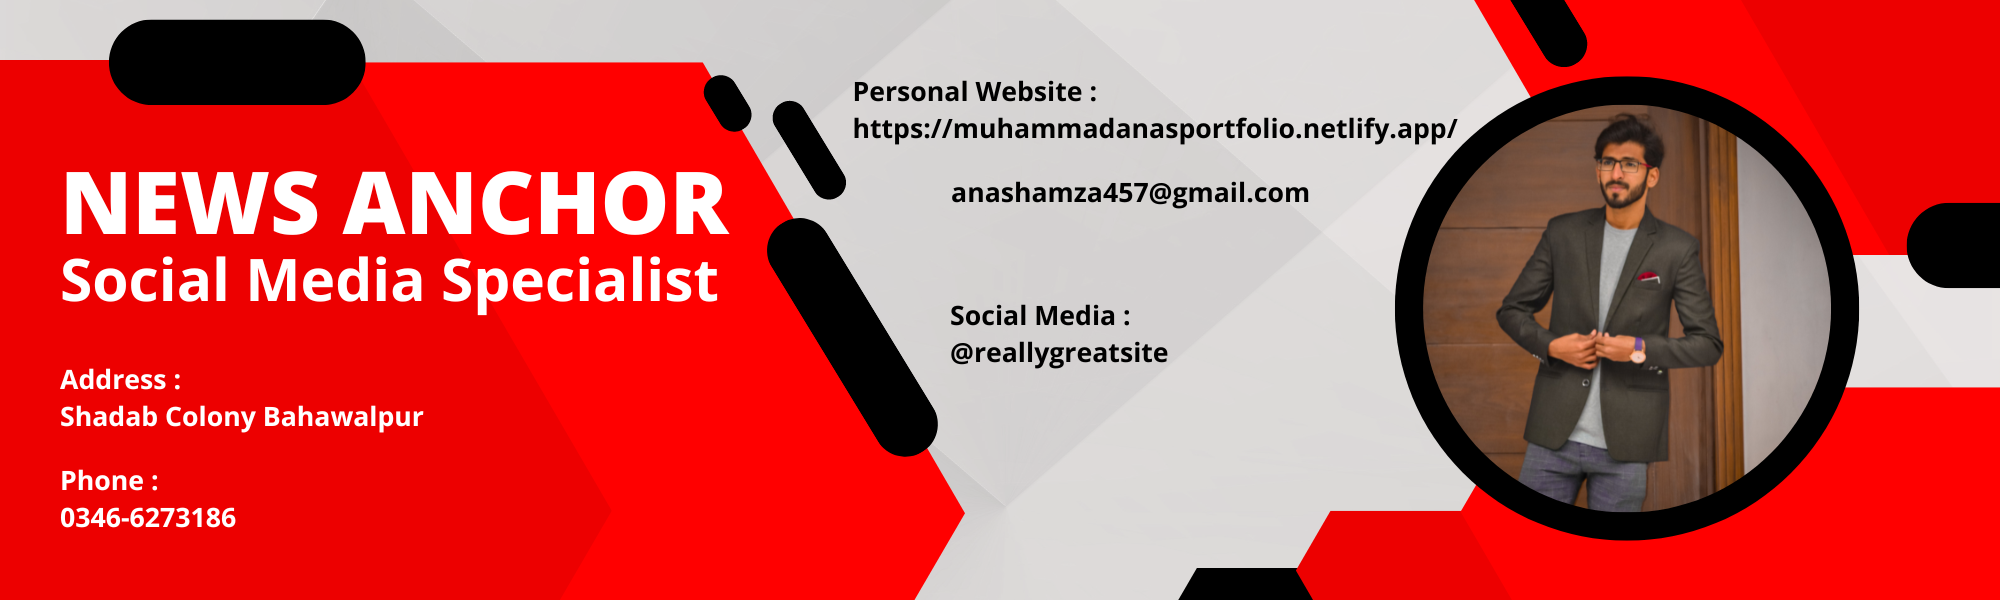 NEWS ANCHOR
Social Media Specialist
Address :
Shadab Colony Bahawalpur
Phone :
0346-6273186
Personal Website :
https://muhammadanasportfolio.netlify.app/
anashamza457@gmail.com
Social Media :
@reallygreatsite